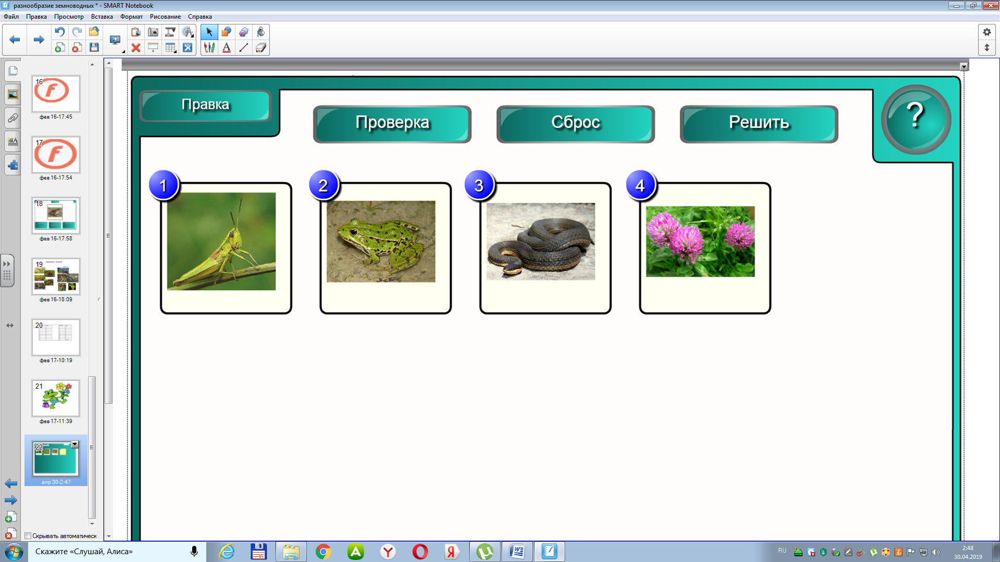 разнообразие земноводных * - SMART Notebook
Файл Правка Просмотр Вставка Формат Рисование Справка
16
фев 16-17:45
17
фев 16-17:54
18
фев 16-17:58
19
фев 16-18:09
20
фев 17-10:19
21
фев 17-11:39
22
апр 30-2:47
Скрывать автоматическ
Правка
Проверка
Сброс
Решить
?
1
2
3
4
Скажите «Слушай, Алиса»
RU
2:48
30.04.2019